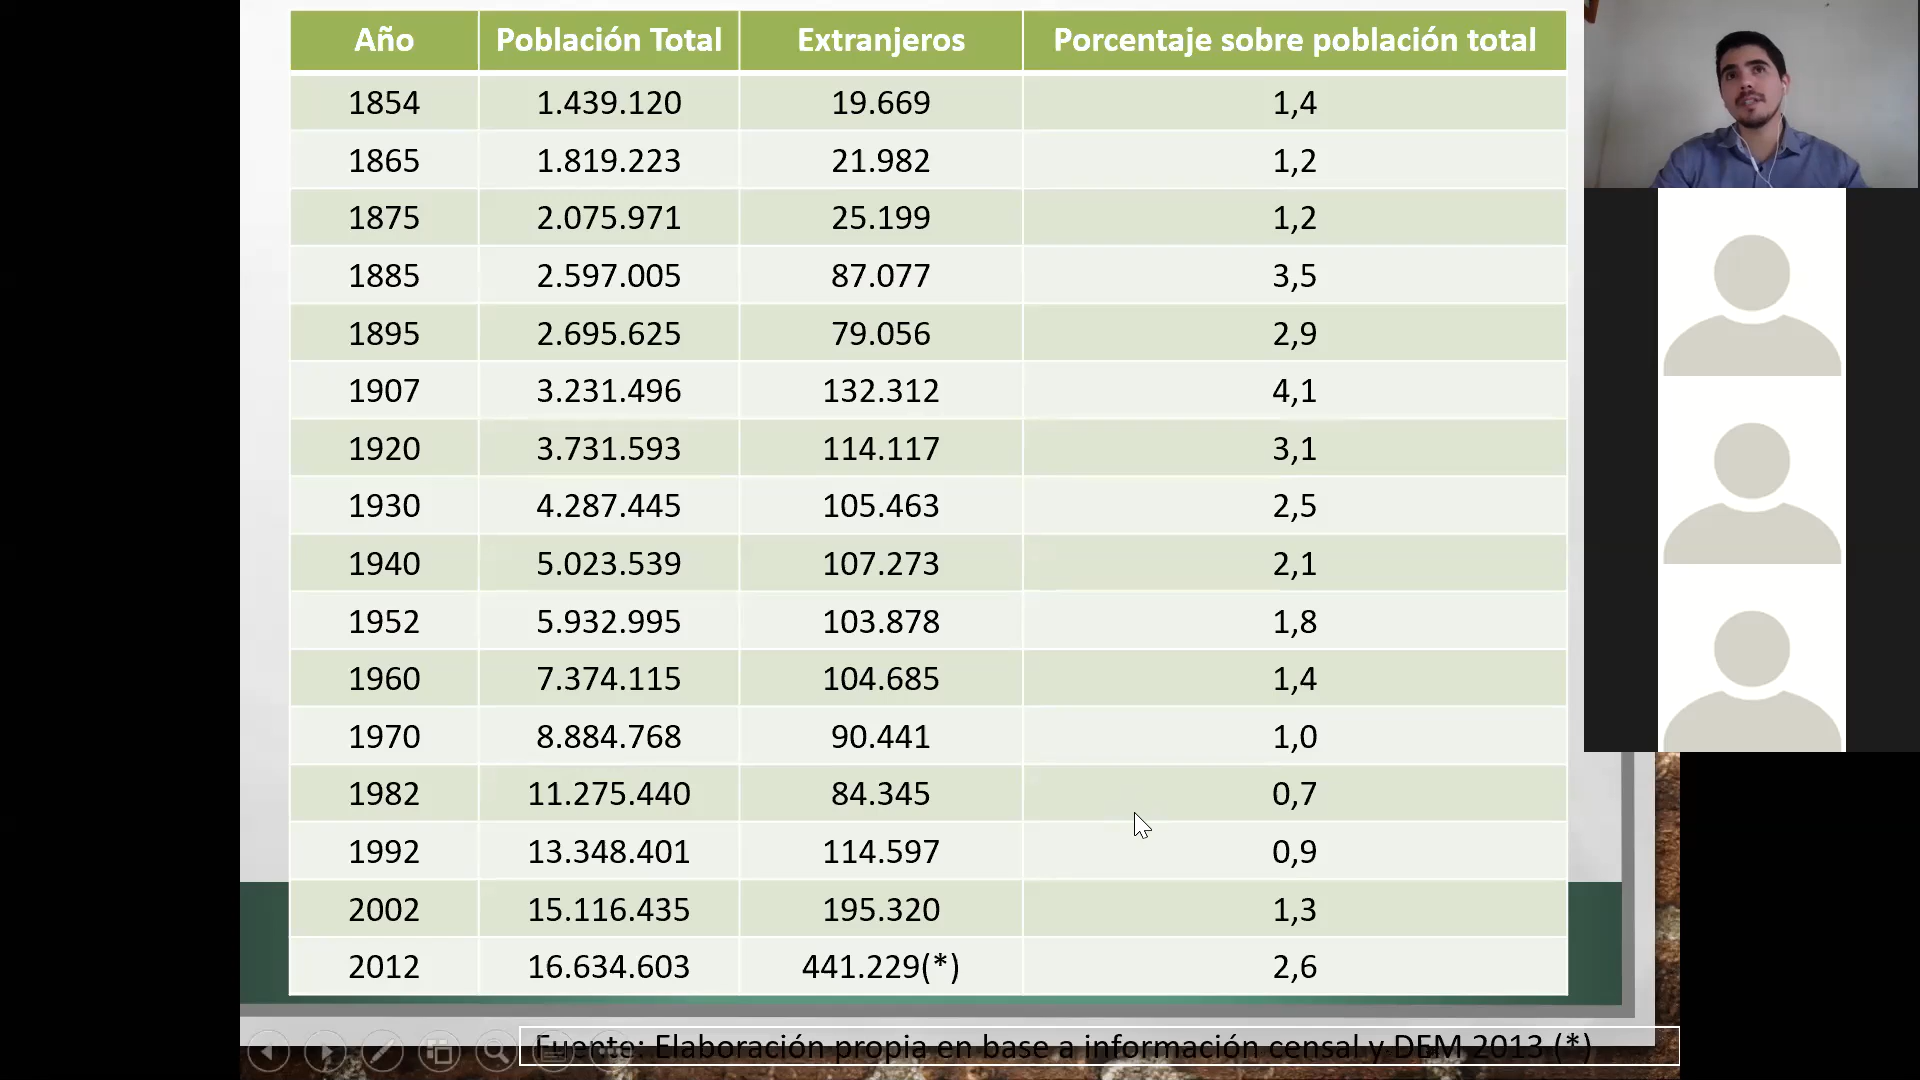 Año Población Total Extranjeros Porcentaje sobre población total
1854 1.439.120 19.669 1,4
1865 1.819.223 21.982 1,2
1875 2.075.971 25.199 1,2
1885 2.597.005 87.077 3,5
1895 2.695.625 79.056 2,9
1907 3.231.496 132.312 4,1
1920 3.731.593 114.117 3,1
1930 4.287.445 105.463 2,5
1940 5.023.539 107.273 2,1
1952 5.932.995 103.878 1,8
1960 7.374.115 104.685 1,4
1970 8.884.768 90.441 1,0
1982 11.275.440 84.345 0,7
1992 13.348.401 114.597 0,9
2002 15.116.435 195.320 1,3
2012 16.634.603 441.229(*) 2,6
Fuente: Elaboración propia en base a información censal y DEM 2013 (*)